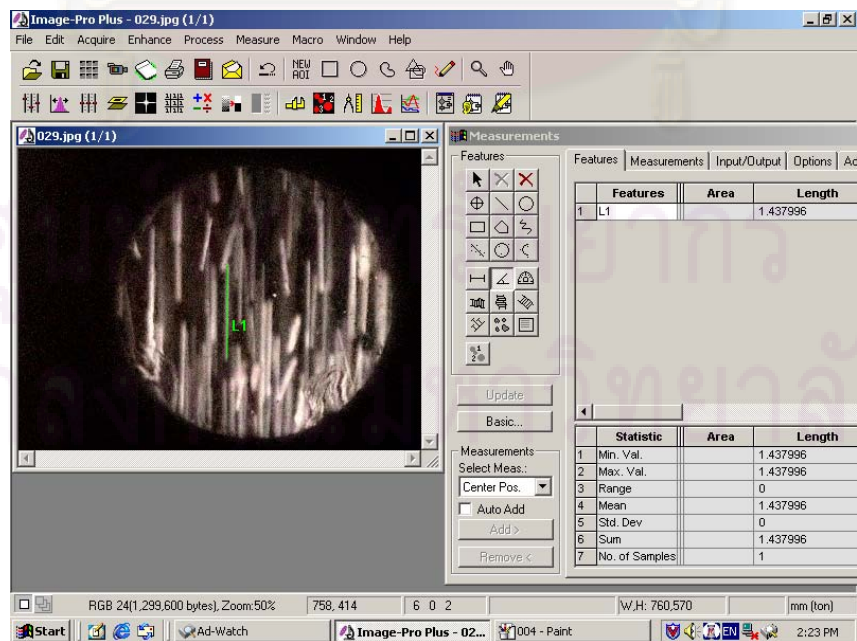 Image-Pro Plus - 029.jpg (1/1)
File Edit Acquire Enhance Process Measure Macro Window Help
NEW AOI
029.jpg (1/1)
L1
Measurements
Features
Update
Basic...
Measurements
Select Meas.:
Center Pos.
Auto Add
Add >
Remove <
Features Measurements Input/Output Options
Features Area Length
1 L1 1.437996
Statistic Area Length
1 Min. Val. 1.437996
2 Max. Val. 1.437996
3 Range 0
4 Mean 1.437996
5 Std. Dev 0
6 Sum 1.437996
7 No. of Samples 1
RGB 24(1,299,600 bytes), Zoom:50% 758, 414 6 0 2 W,H: 760,570 mm (ton)
Start Ad-Watch Image-Pro Plus - 02... 004 - Paint EN 2:23 PM